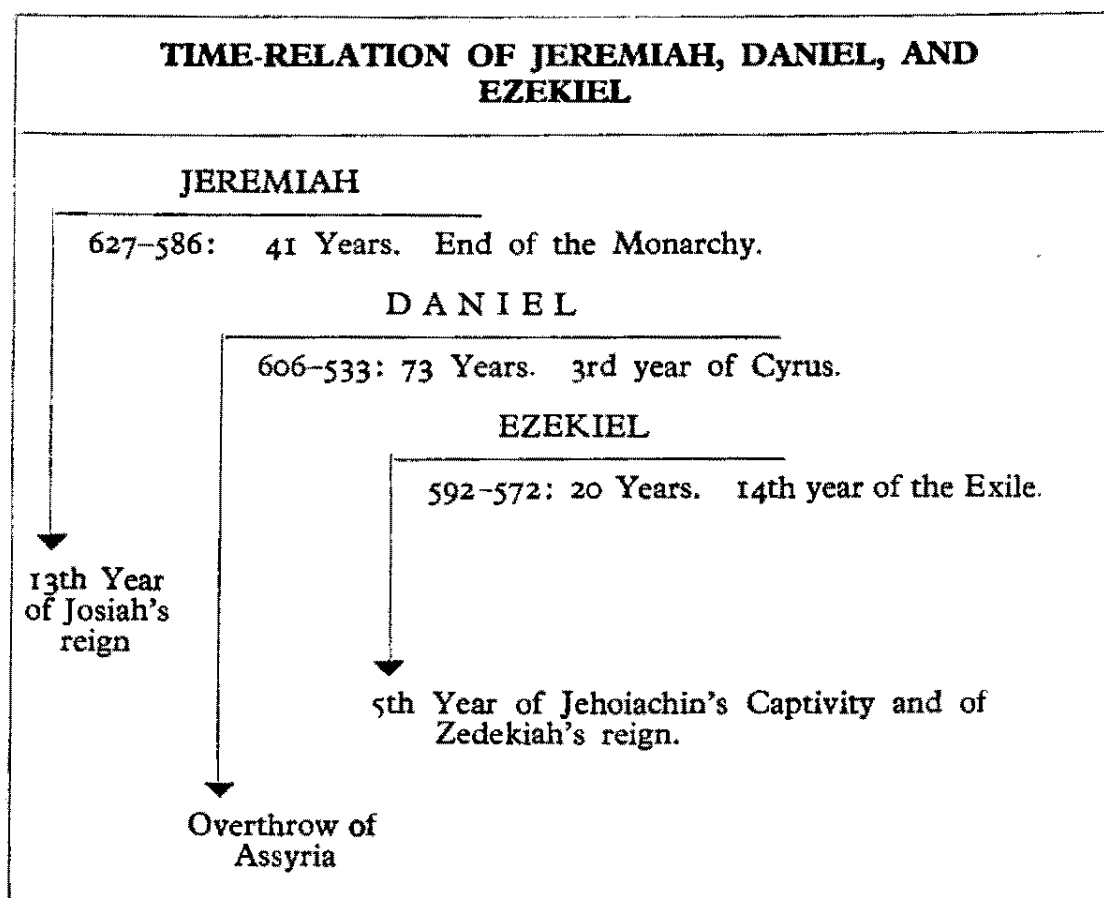 TIME-RELATION OF JEREMIAH, DANIEL, AND
EZEKIEL
JEREMIAH
627–586: 41 Years. End of the Monarchy.
DANIEL
606–533: 73 Years. 3rd year of Cyrus.
EZEKIEL
592–572: 20 Years. 14th year of the Exile.
13th Year
of Josiah's
reign
5th Year of Jehoiachin's Captivity and of
Zedekiah's reign.
Overthrow of
Assyria